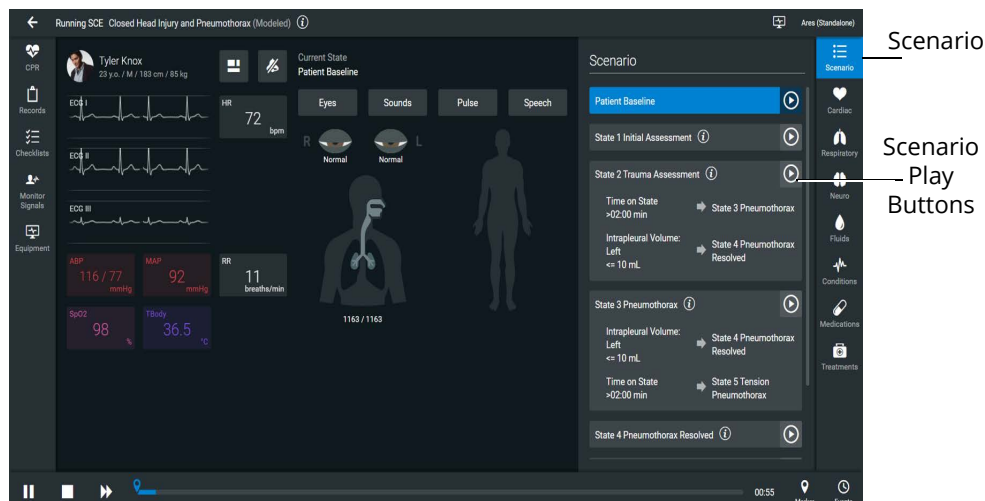 Running SCE Closed Head Injury and Pneumothorax (Modeled) i
Ares (Standalone)
CPR
Records
Checklists
Monitor
Signals
Equipment
Tyler Knox
23 y.o. / M / 183 cm / 85 kg
ECG I
ECG II
ECG III
HR
72
bpm
ABP
116 / 77
mmHg
MAP
92
mmHg
RR
11
breaths/min
SpO2
98
%
TBody
36.5
°C
Current State
Patient Baseline
Eyes Sounds Pulse Speech
R L
Normal Normal
1163 / 1163
Scenario
Patient Baseline
State 1 Initial Assessment i
State 2 Trauma Assessment i
Time on State
>02:00 min
State 3 Pneumothorax
Intrapleural Volume:
Left
<= 10 mL
State 4 Pneumothorax
Resolved
State 3 Pneumothorax i
Intrapleural Volume:
Left
<= 10 mL
State 4 Pneumothorax
Resolved
Time on State
>02:00 min
State 5 Tension
Pneumothorax
State 4 Pneumothorax Resolved i
Scenario
Cardiac
Respiratory
Neuro
Fluids
Conditions
Medications
Treatments
00:55
Scenario
Scenario
Play
Buttons